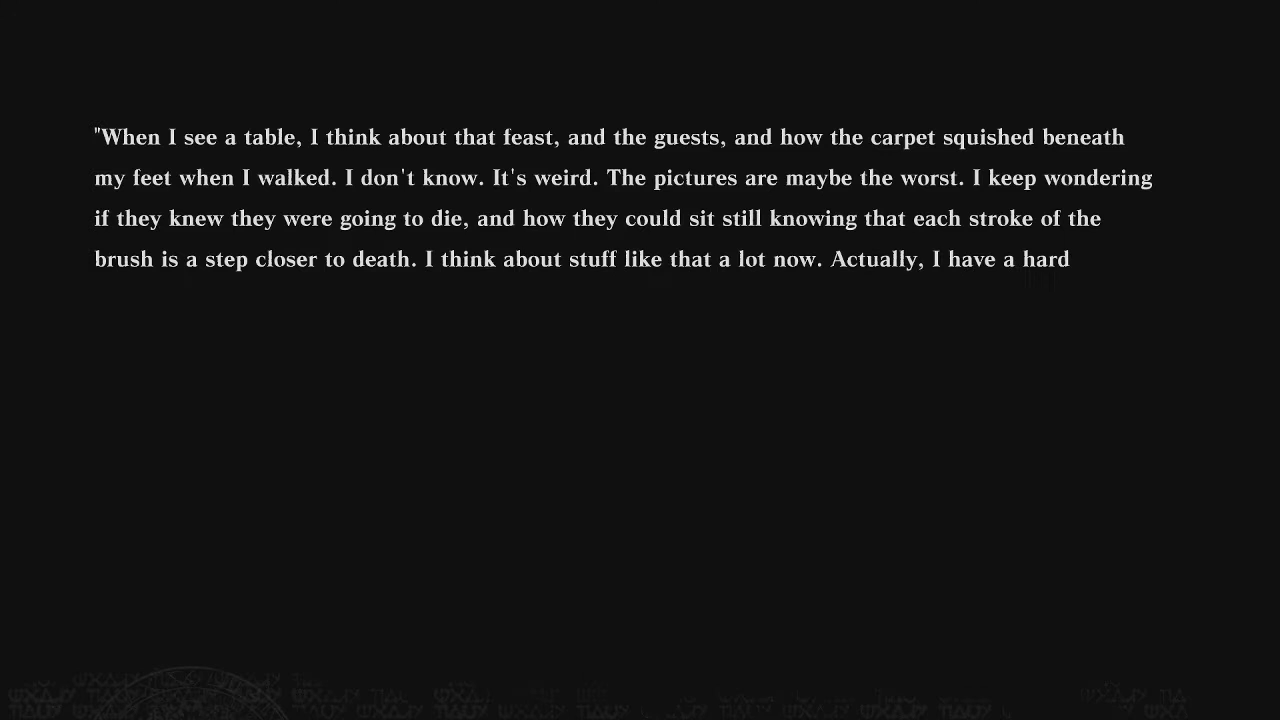 "When I see a table, I think about that feast, and the guests, and how the carpet squished beneath
my feet when I walked. I don't know. It's weird. The pictures are maybe the worst. I keep wondering
if they knew they were going to die, and how they could sit still knowing that each stroke of the
brush is a step closer to death. I think about stuff like that a lot now. Actually, I have a hard